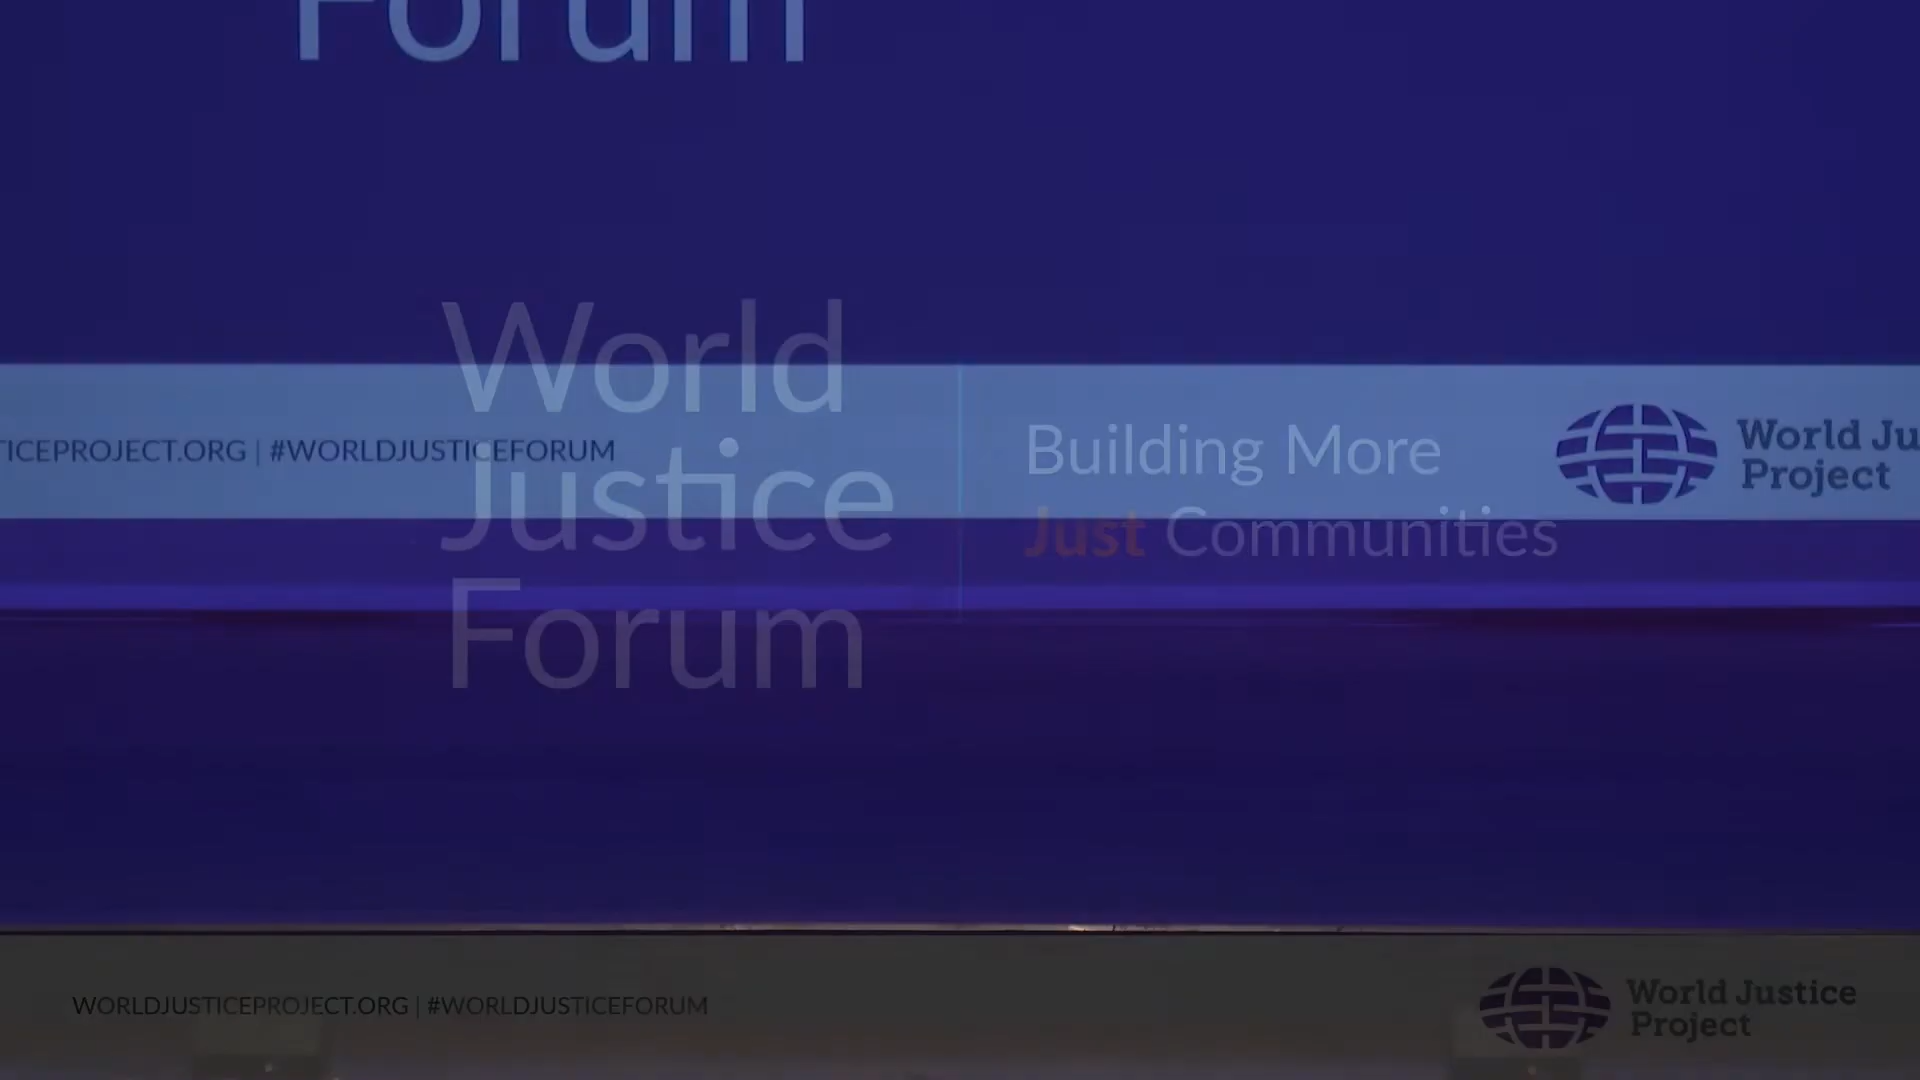 Forum
World
Justice
Forum
TICEPROJECT.ORG | #WORLDJUSTICEFORUM
Building More
Just Communities
World Ju
Project
WORLDJUSTICEPROJECT.ORG | #WORLDJUSTICEFORUM
World Justice
Project